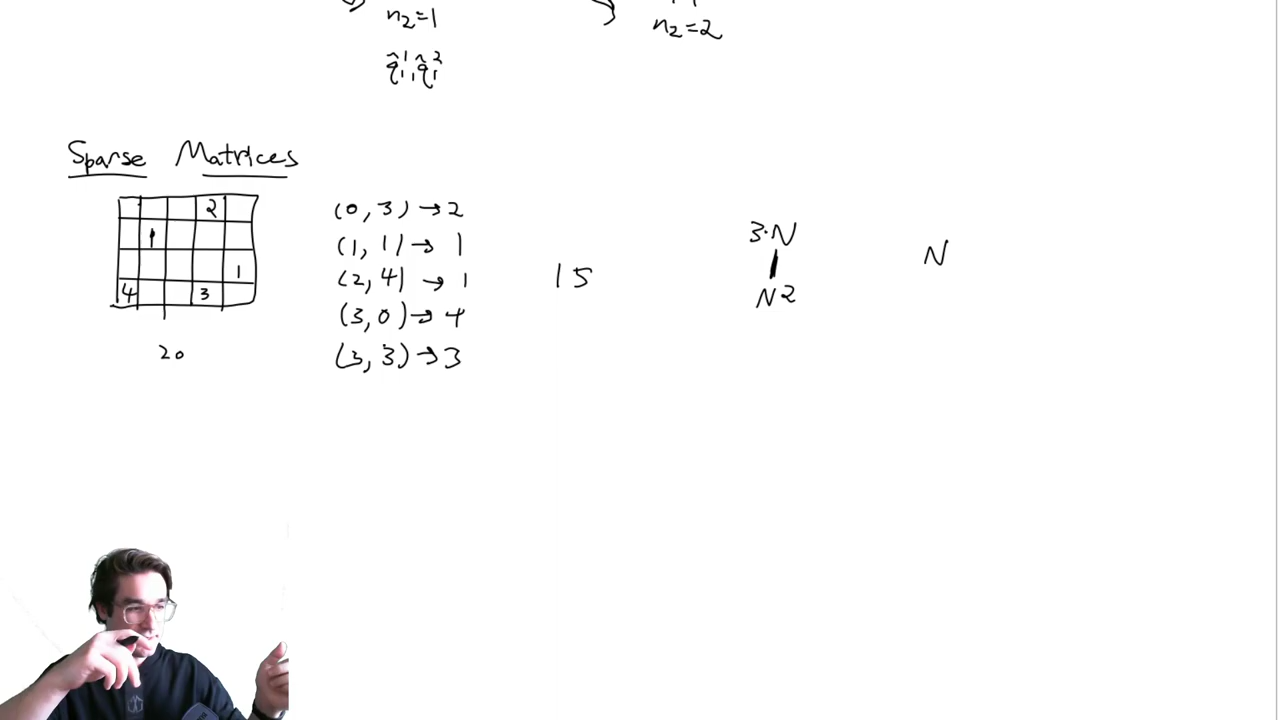 n₂=1
n₂=2
q̂₁¹,q̂₁²
Sparse Matrices
2
1
1
4 3
20
(0, 3) → 2
(1, 1) → 1
(2, 4) → 1
(3, 0) → 4
(3, 3) → 3
15
3·N
N2
N